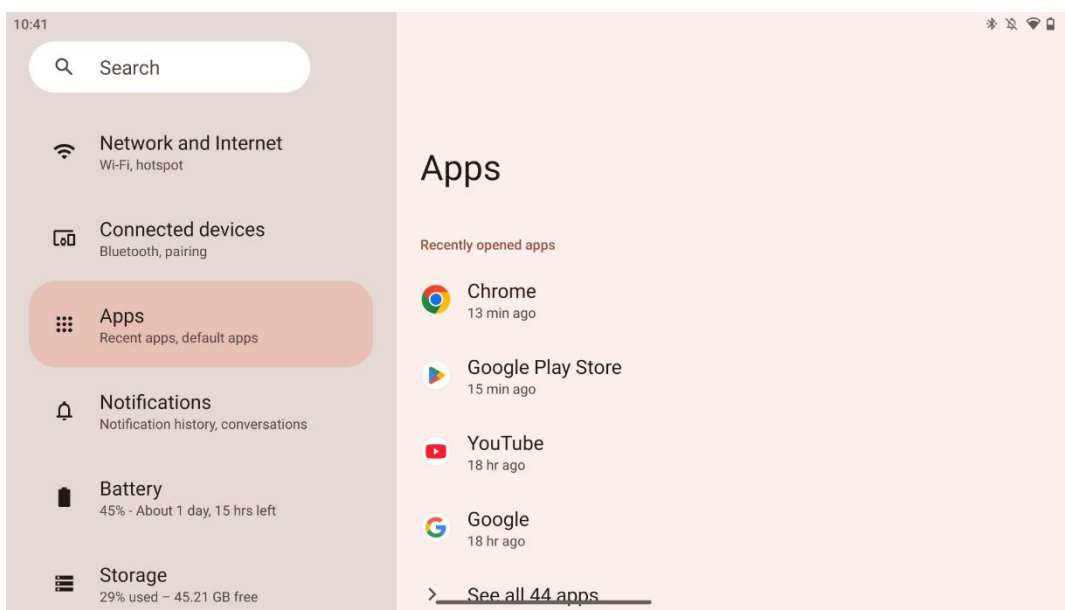 10:41
Search
Network and Internet
Wi-Fi, hotspot
Connected devices
Bluetooth, pairing
Apps
Recent apps, default apps
Notifications
Notification history, conversations
Battery
45% - About 1 day, 15 hrs left
Storage
29% used – 45.21 GB free
Apps
Recently opened apps
Chrome
13 min ago
Google Play Store
15 min ago
YouTube
18 hr ago
Google
18 hr ago
See all 44 apps